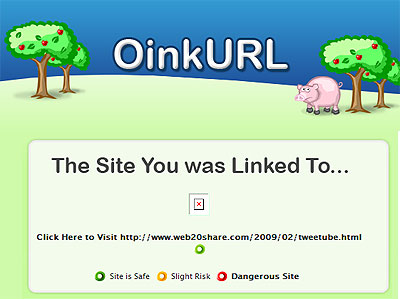 OinkURL
The Site You was Linked To...
Click Here to Visit http://www.web20share.com/2009/02/tweetube.html
Site is Safe Slight Risk Dangerous Site